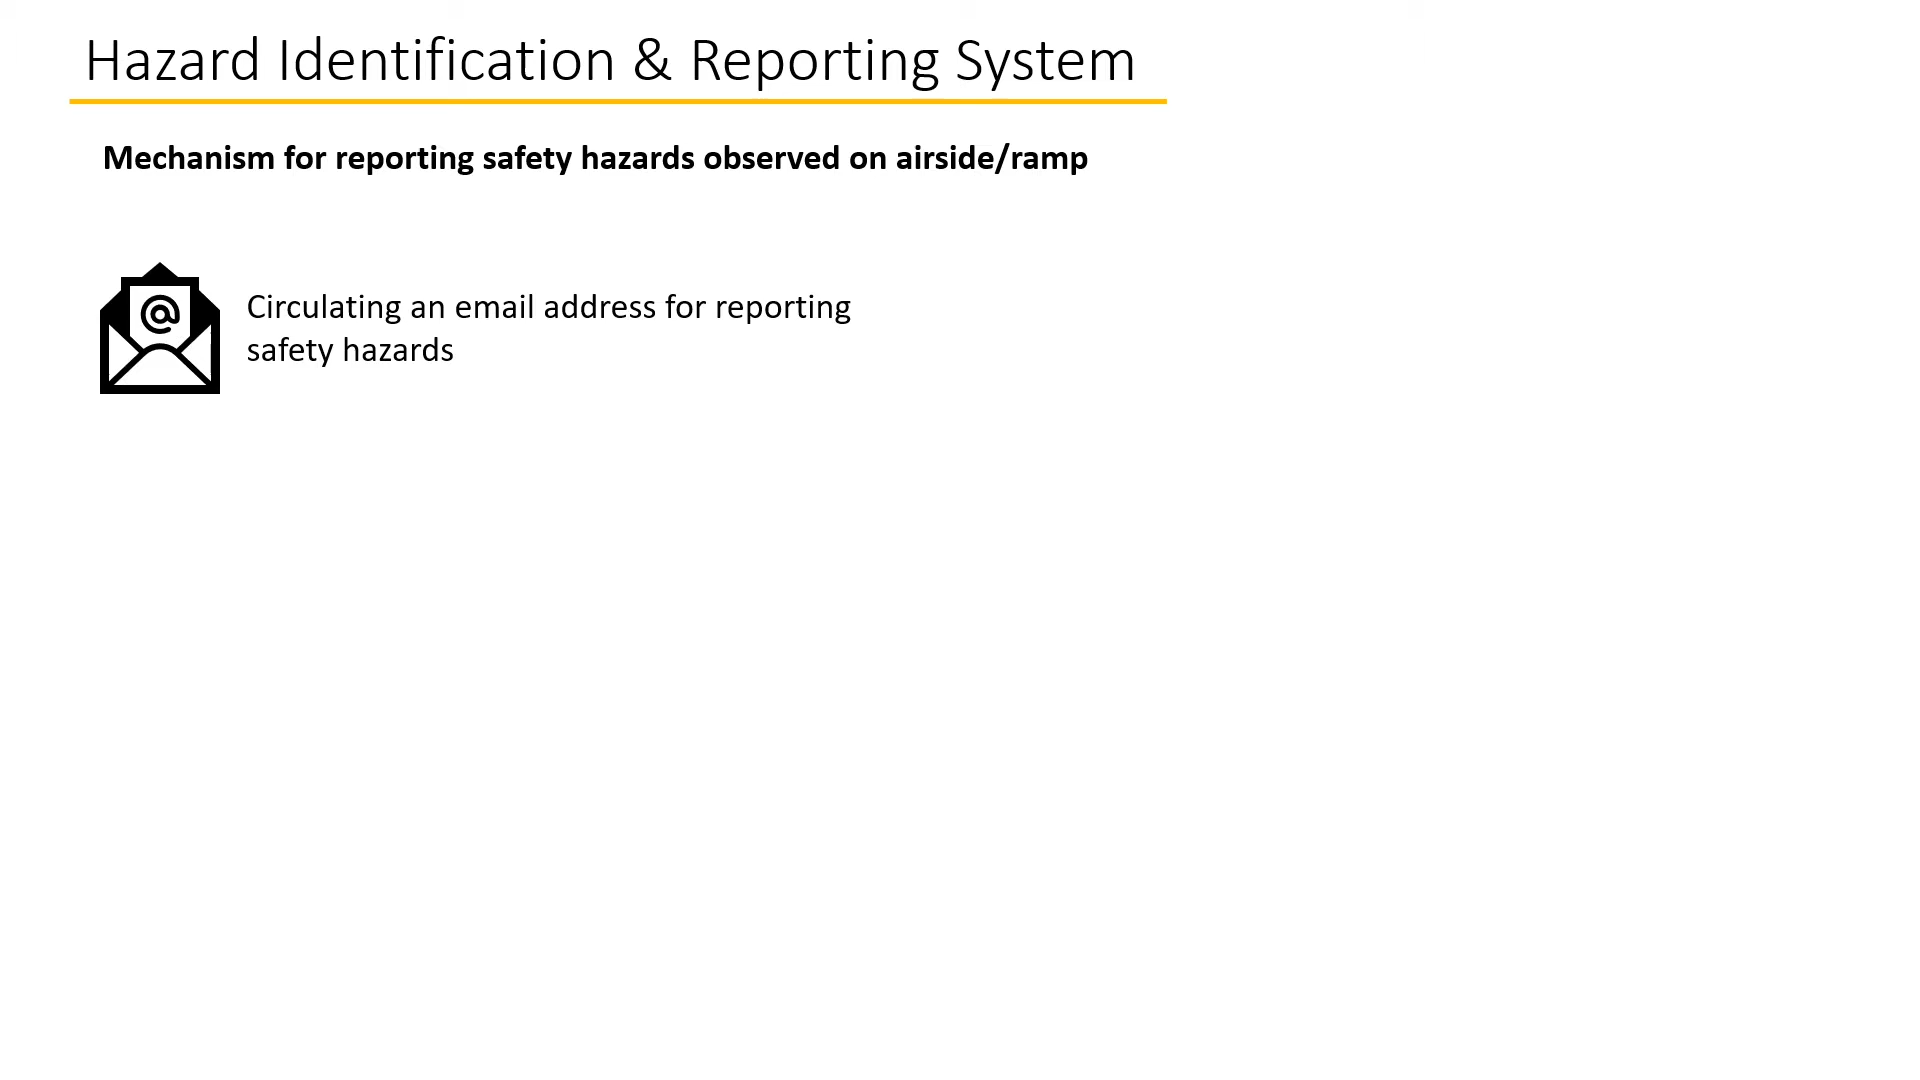 Hazard Identification & Reporting System
Mechanism for reporting safety hazards observed on airside/ramp
@
Circulating an email address for reporting
safety hazards